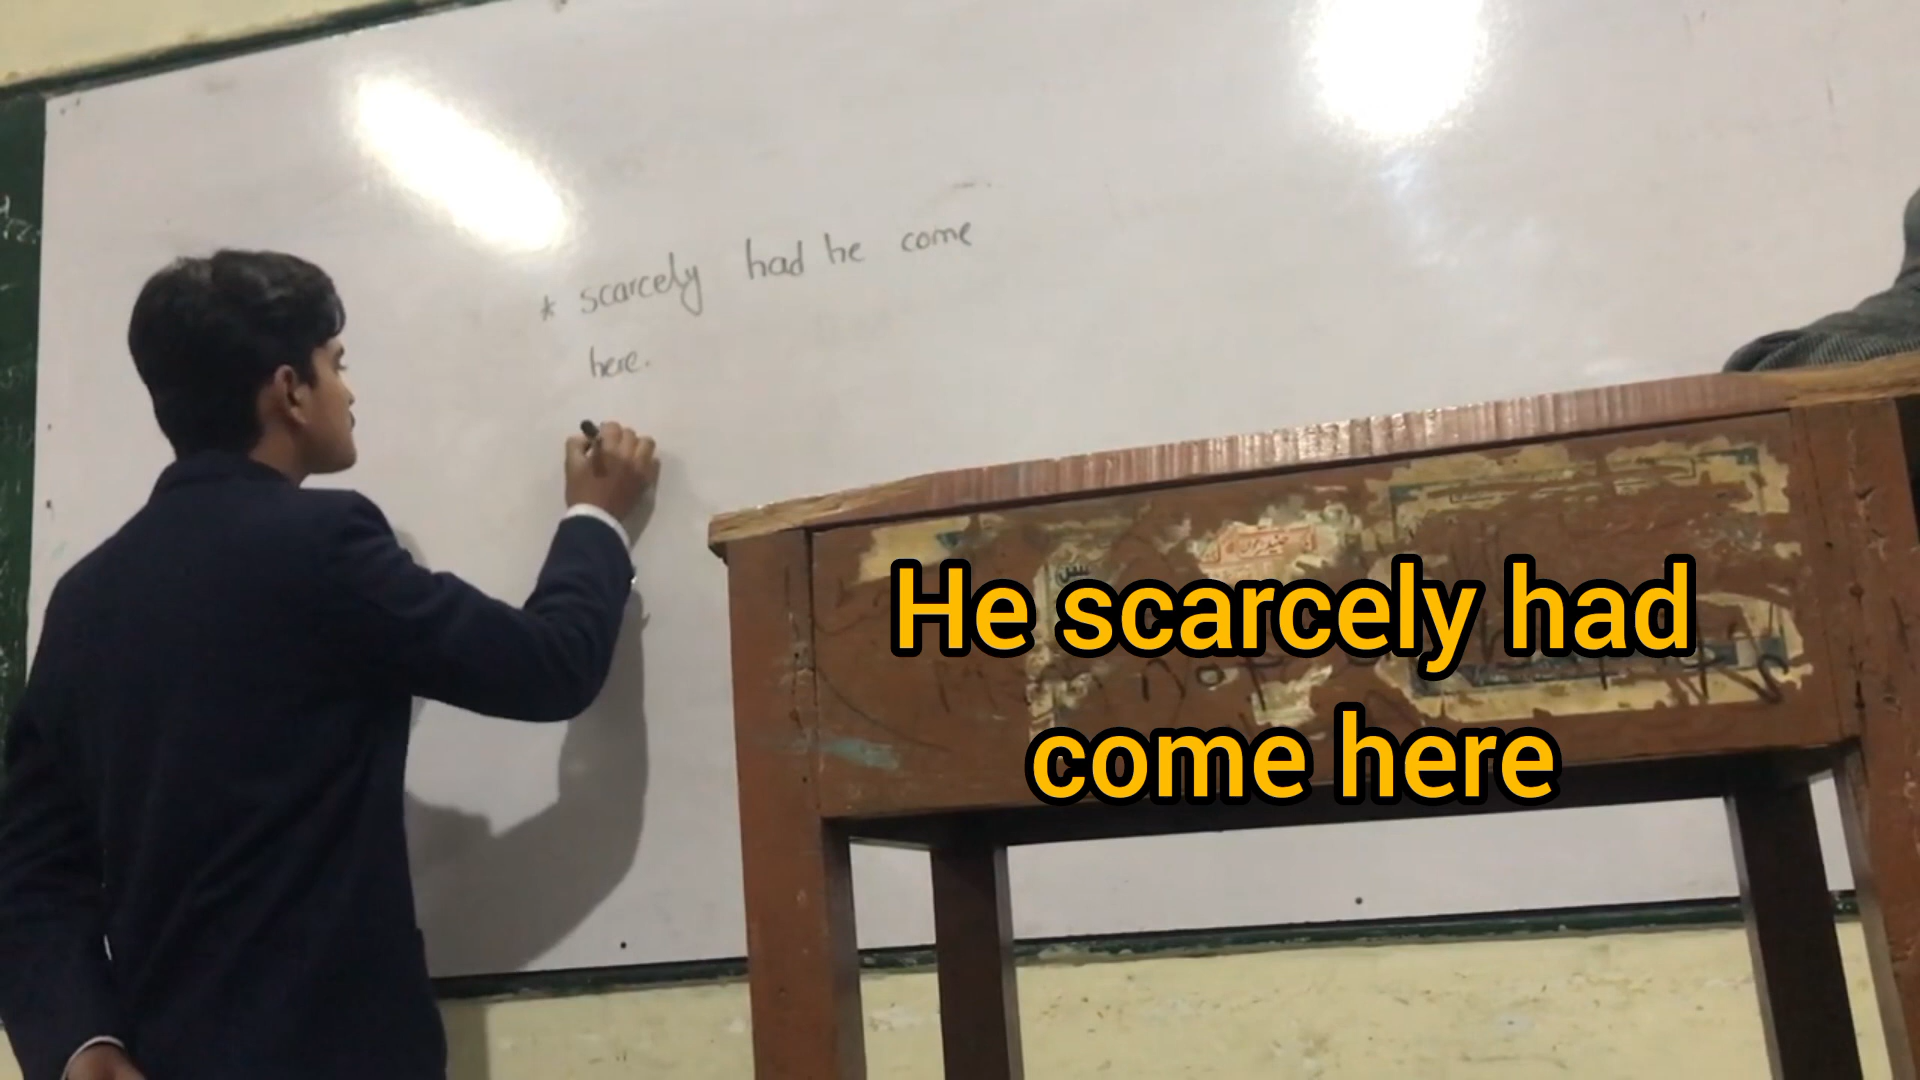 * scarcely had he come
here.
He scarcely had
come here